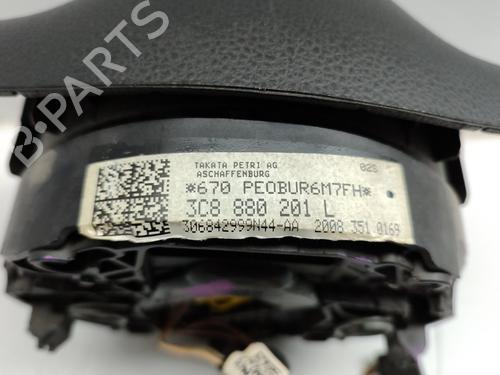 B-PARTS
TAKATA PETRI AG 025
ASCHAFFENBURG
*670 PEOBUR6M7FH*
3C8 880 201 L
306842999N44-AA 2008 351 0169